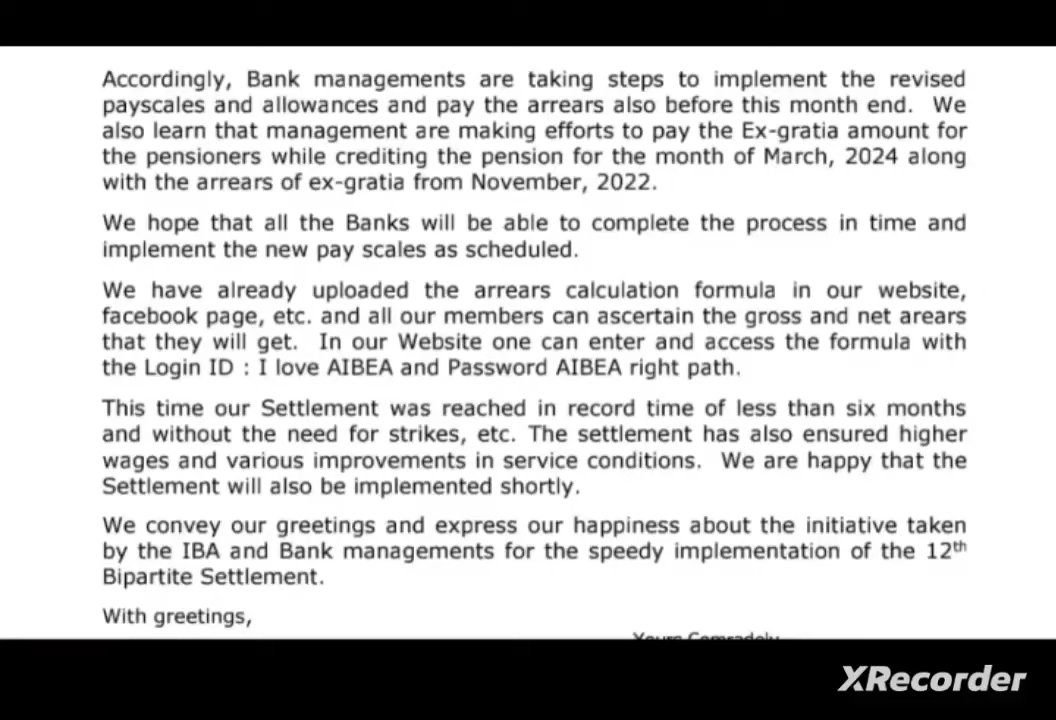 Accordingly, Bank managements are taking steps to implement the revised
payscales and allowances and pay the arrears also before this month end. We
also learn that management are making efforts to pay the Ex-gratia amount for
the pensioners while crediting the pension for the month of March, 2024 along
with the arrears of ex-gratia from November, 2022.
We hope that all the Banks will be able to complete the process in time and
implement the new pay scales as scheduled.
We have already uploaded the arrears calculation formula in our website,
facebook page, etc. and all our members can ascertain the gross and net arears
that they will get. In our Website one can enter and access the formula with
the Login ID : I love AIBEA and Password AIBEA right path.
This time our Settlement was reached in record time of less than six months
and without the need for strikes, etc. The settlement has also ensured higher
wages and various improvements in service conditions. We are happy that the
Settlement will also be implemented shortly.
We convey our greetings and express our happiness about the initiative taken
by the IBA and Bank managements for the speedy implementation of the 12th
Bipartite Settlement.
With greetings,
Yours Comradely
XRecorder